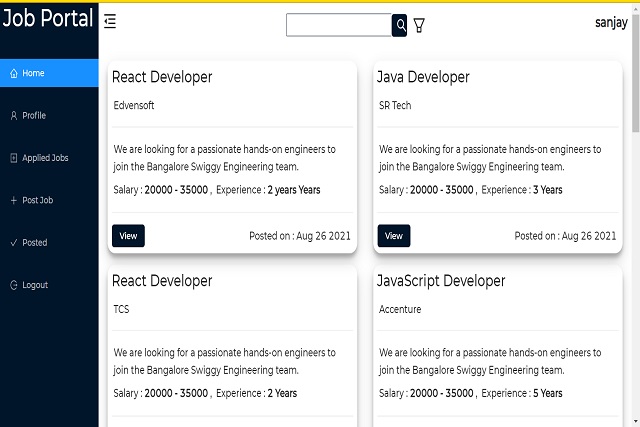 Job Portal
sanjay
Home
Profile
Applied Jobs
Post Job
Posted
Logout
React Developer
Edvensoft
We are looking for a passionate hands-on engineers to
join the Bangalore Swiggy Engineering team.
Salary : 20000 - 35000 , Experience : 2 years Years
View
Posted on : Aug 26 2021
Java Developer
SR Tech
We are looking for a passionate hands-on engineers to
join the Bangalore Swiggy Engineering team.
Salary : 20000 - 35000 , Experience : 3 Years
View
Posted on : Aug 26 2021
React Developer
TCS
We are looking for a passionate hands-on engineers to
join the Bangalore Swiggy Engineering team.
Salary : 20000 - 35000 , Experience : 2 Years
JavaScript Developer
Accenture
We are looking for a passionate hands-on engineers to
join the Bangalore Swiggy Engineering team.
Salary : 20000 - 35000 , Experience : 5 Years